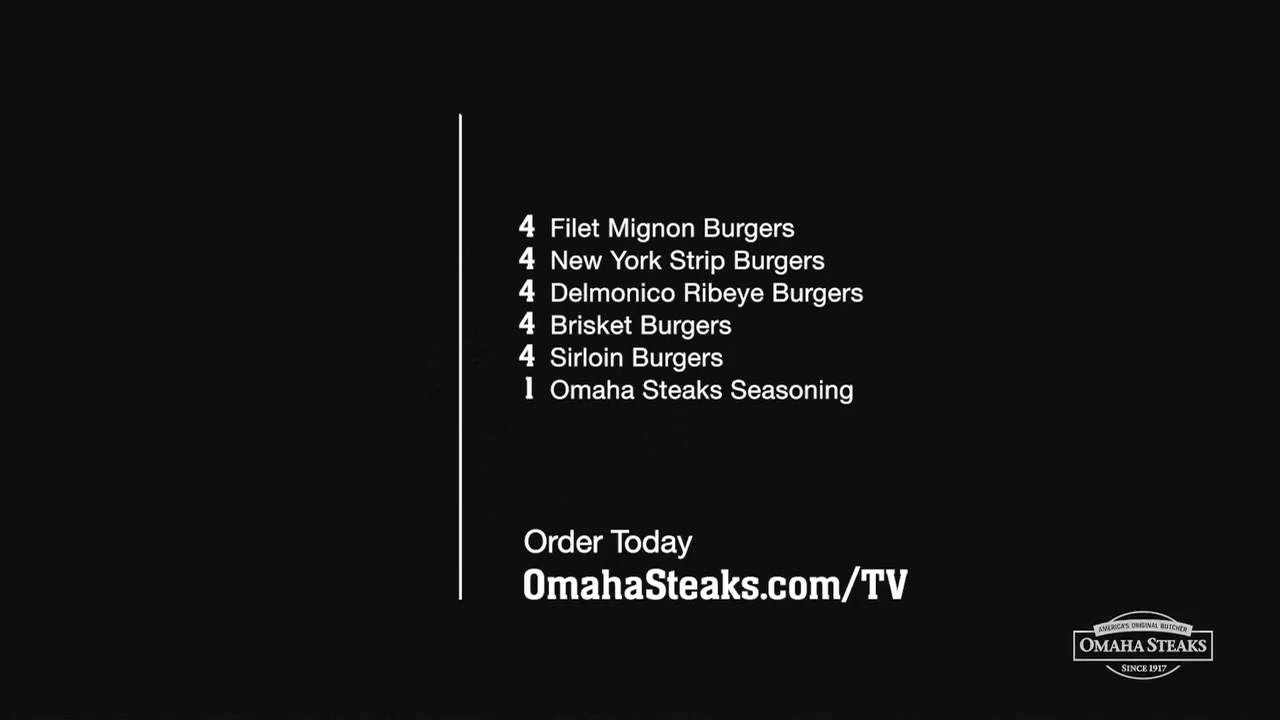 4 Filet Mignon Burgers
4 New York Strip Burgers
4 Delmonico Ribeye Burgers
4 Brisket Burgers
4 Sirloin Burgers
1 Omaha Steaks Seasoning
Order Today
OmahaSteaks.com/TV
AMERICA'S ORIGINAL BUTCHER
OMAHA STEAKS
SINCE 1917